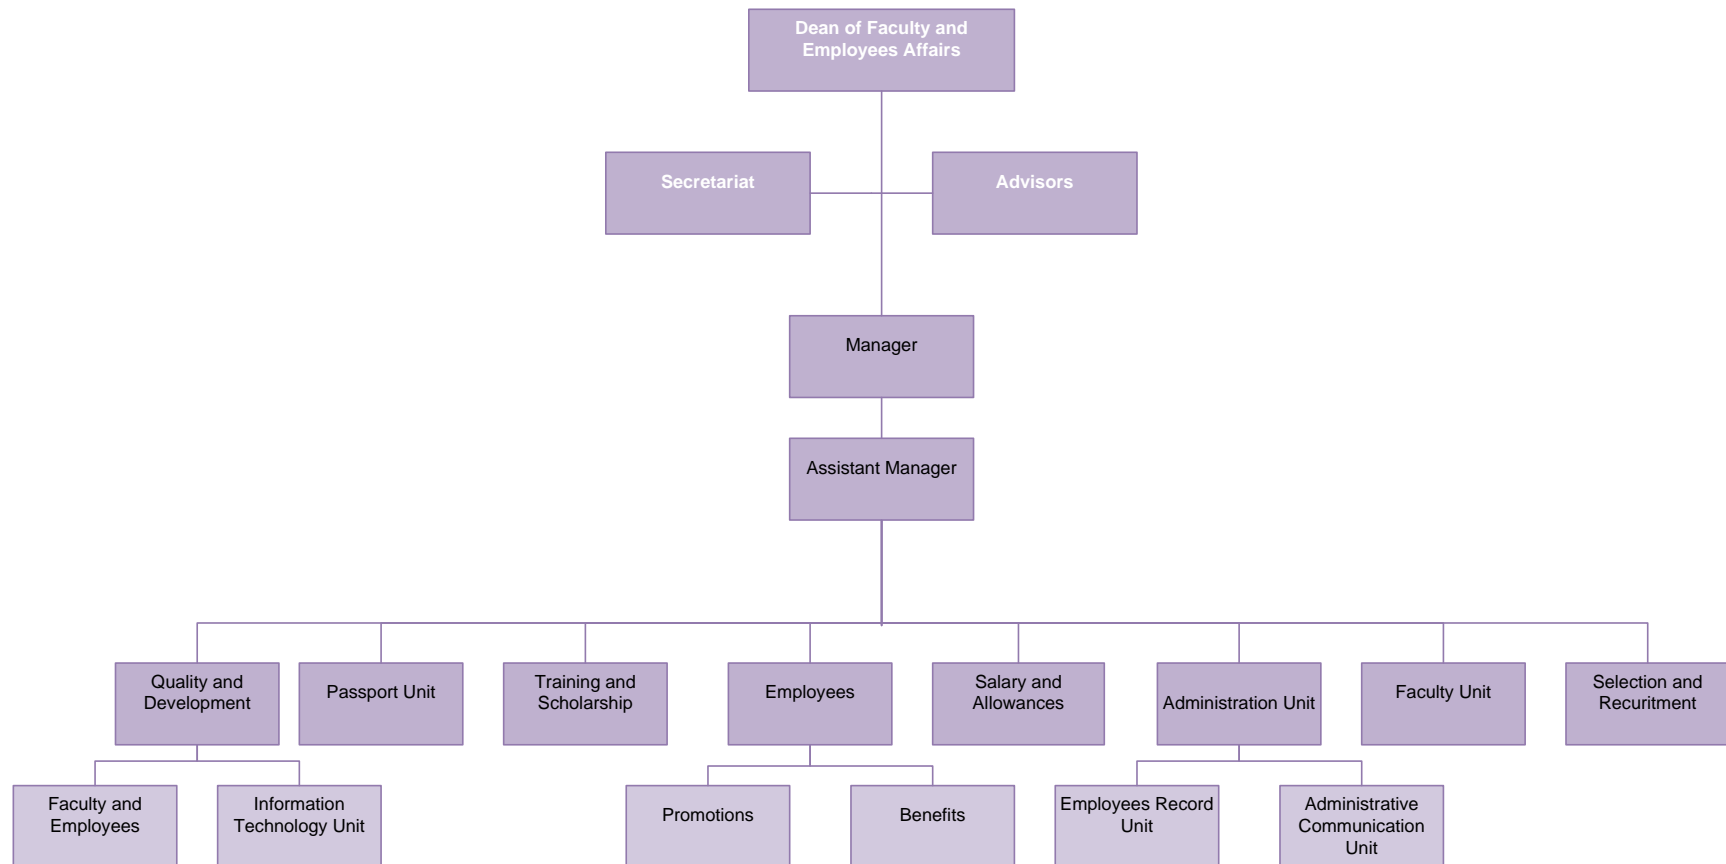 Dean of Faculty and
Employees Affairs
Secretariat
Advisors
Manager
Assistant Manager
Quality and
Development
Passport Unit
Training and
Scholarship
Employees
Salary and
Allowances
Administration Unit
Faculty Unit
Selection and
Recuritment
Faculty and
Employees
Information
Technology Unit
Promotions
Benefits
Employees Record
Unit
Administrative
Communication
Unit